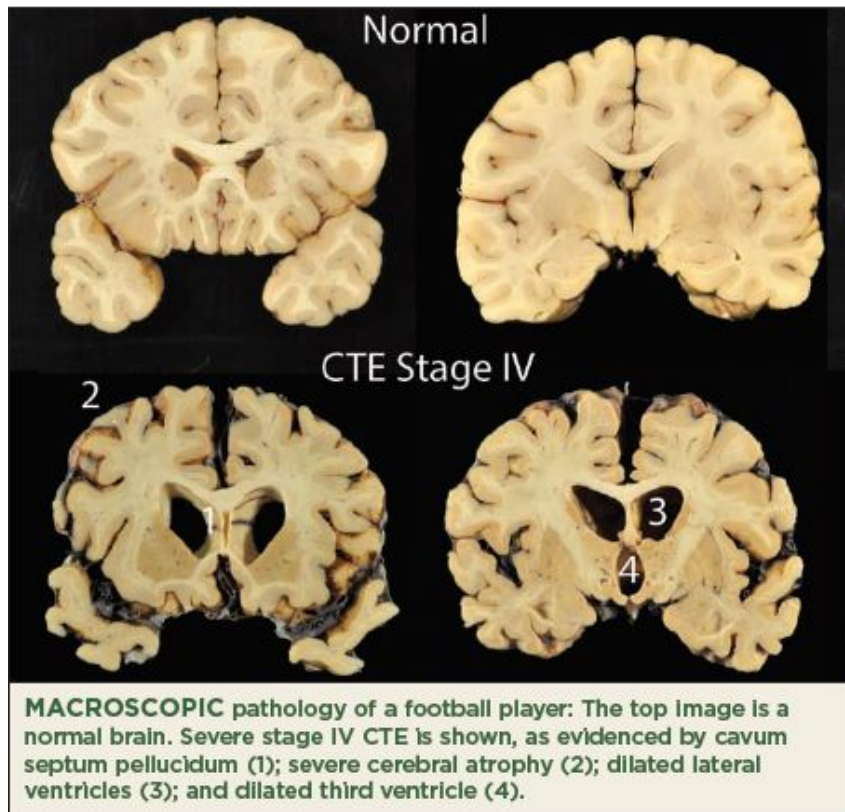 Normal
CTE Stage IV
2
1
3
4
MACROSCOPIC pathology of a football player: The top image is a
normal brain. Severe stage IV CTE is shown, as evidenced by cavum
septum pellucidum (1); severe cerebral atrophy (2); dilated lateral
ventricles (3); and dilated third ventricle (4).